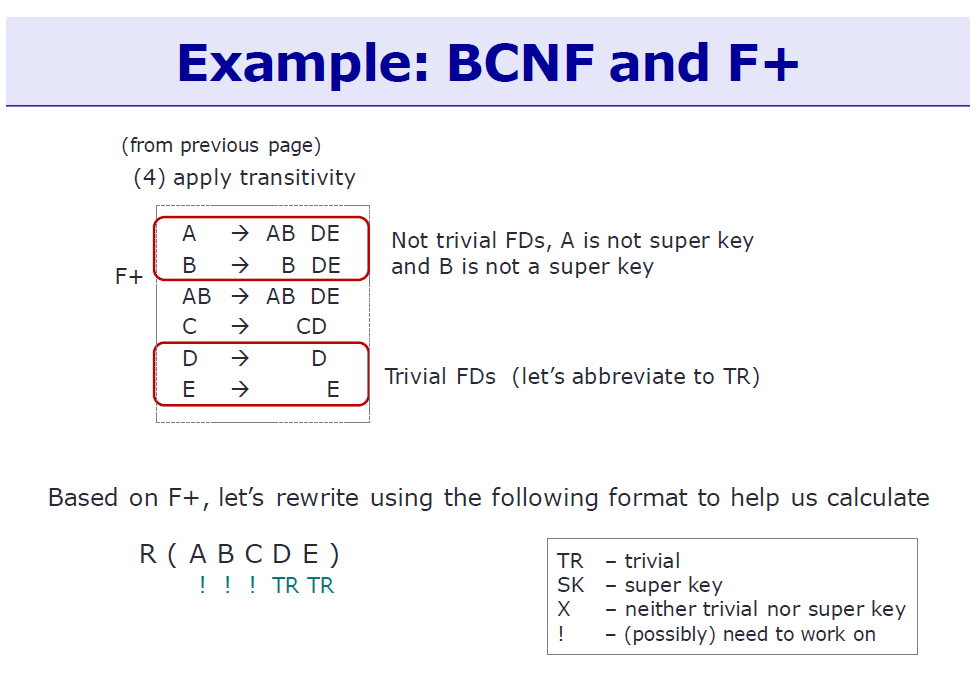 Example: BCNF and F+
(from previous page)
(4) apply transitivity
A → AB DE
B → B DE
Not trivial FDs, A is not super key
and B is not a super key
F+
AB → AB DE
C → CD
D → D
E → E
Trivial FDs (let's abbreviate to TR)
Based on F+, let's rewrite using the following format to help us calculate
R ( A B C D E )
! ! ! TR TR
TR – trivial
SK – super key
X – neither trivial nor super key
! – (possibly) need to work on